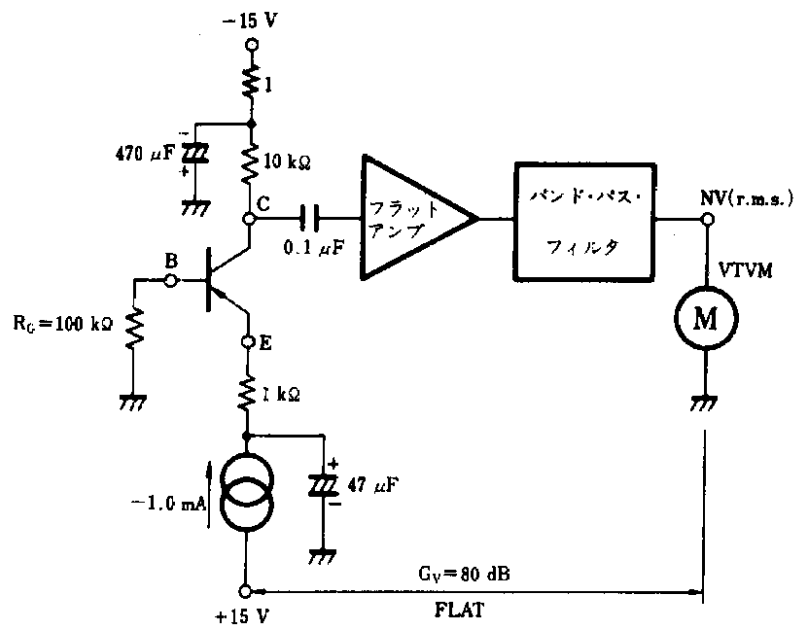 −15 V
1
470 μF
−
+
10 kΩ
C
0.1 μF
フラット
アンプ
バンド・パス・
フィルタ
NV(r.m.s.)
VTVM
M
B
R_G=100 kΩ
E
1 kΩ
−1.0 mA
+
47 μF
−
+15 V
G_V=80 dB
FLAT